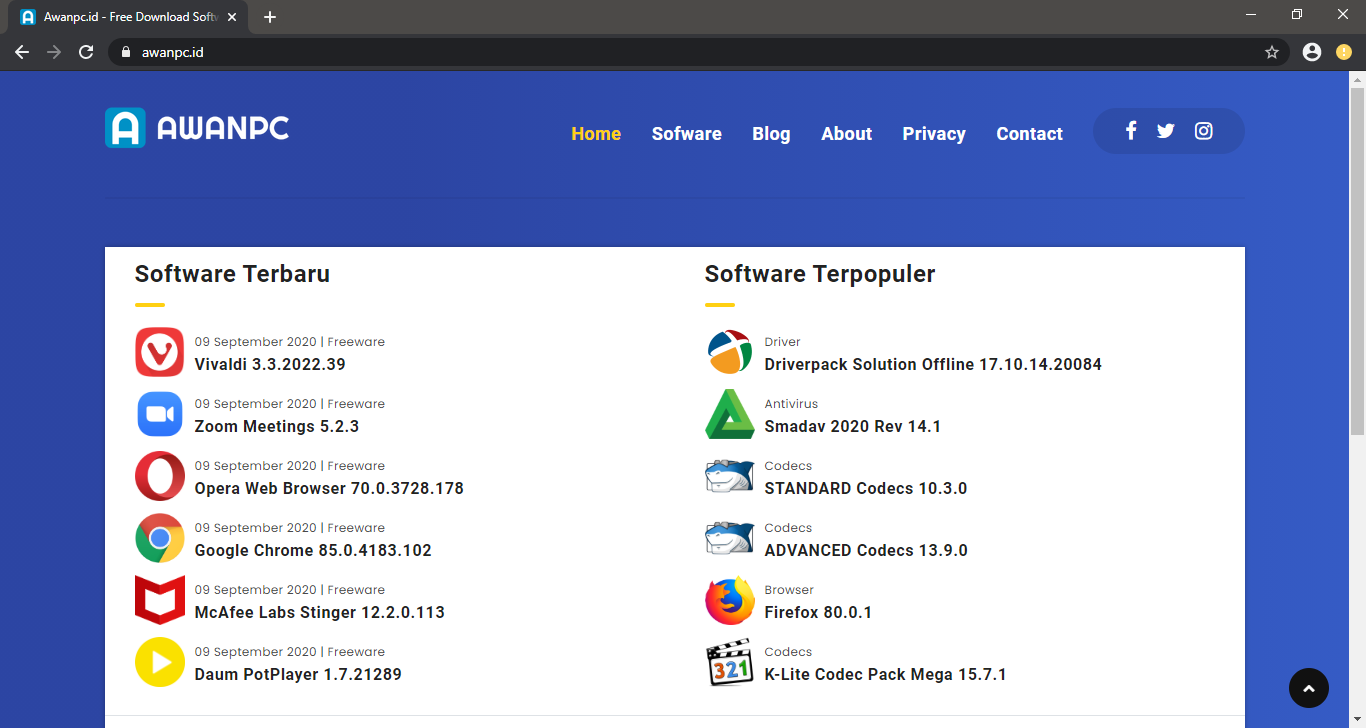 Awanpc.id - Free Download Softw
awanpc.id
AWANPC
Home Sofware Blog About Privacy Contact
Software Terbaru
09 September 2020 | Freeware
Vivaldi 3.3.2022.39
09 September 2020 | Freeware
Zoom Meetings 5.2.3
09 September 2020 | Freeware
Opera Web Browser 70.0.3728.178
09 September 2020 | Freeware
Google Chrome 85.0.4183.102
09 September 2020 | Freeware
McAfee Labs Stinger 12.2.0.113
09 September 2020 | Freeware
Daum PotPlayer 1.7.21289
Software Terpopuler
Driver
Driverpack Solution Offline 17.10.14.20084
Antivirus
Smadav 2020 Rev 14.1
Codecs
STANDARD Codecs 10.3.0
Codecs
ADVANCED Codecs 13.9.0
Browser
Firefox 80.0.1
Codecs
321
K-Lite Codec Pack Mega 15.7.1